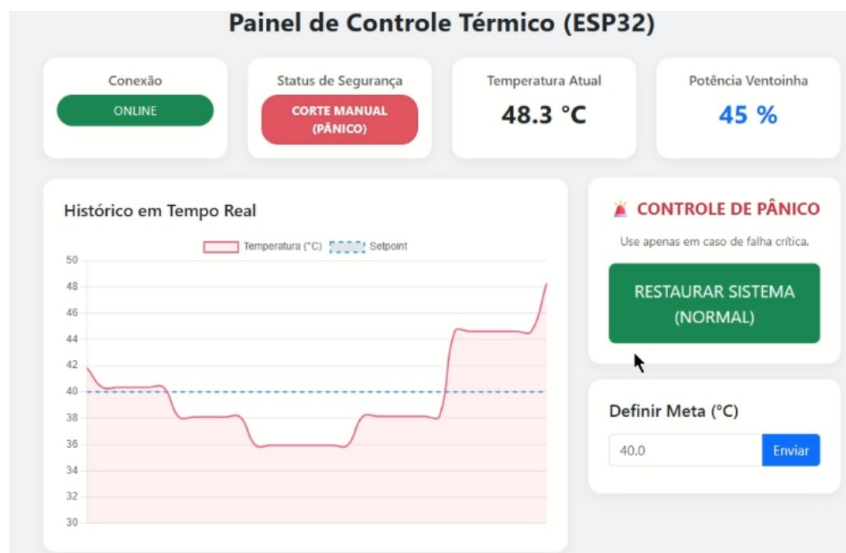 Painel de Controle Térmico (ESP32)
Conexão
ONLINE
Status de Segurança
CORTE MANUAL
(PÂNICO)
Temperatura Atual
48.3 °C
Potência Ventoinha
45 %
Histórico em Tempo Real
Temperatura (°C) Setpoint
50
48
46
44
42
40
38
36
34
32
30
CONTROLE DE PÂNICO
Use apenas em caso de falha crítica.
RESTAURAR SISTEMA
(NORMAL)
Definir Meta (°C)
40.0 Enviar